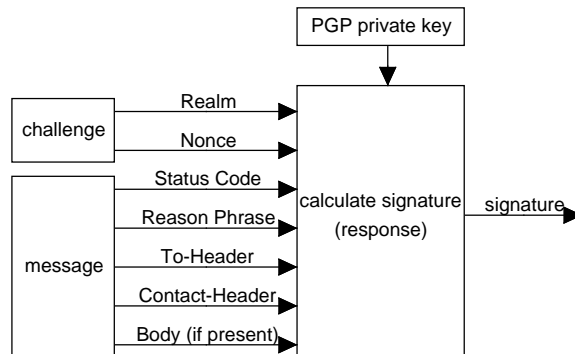 PGP private key
Realm
challenge
Nonce
Status Code
calculate signature
(response)
signature
Reason Phrase
message
To-Header
Contact-Header
Body (if present)